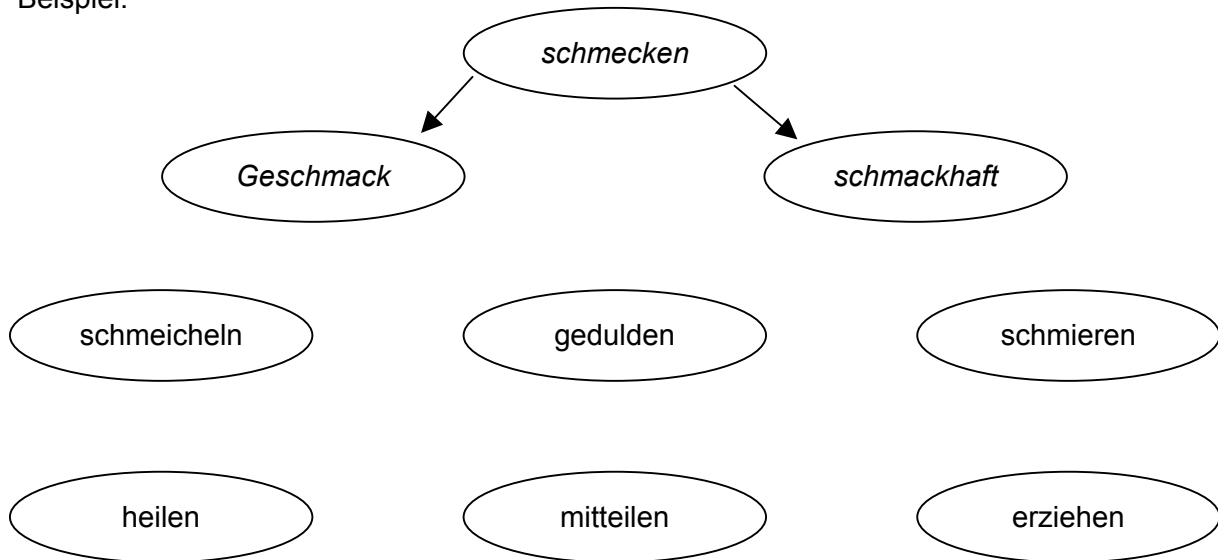 Beispiel:
schmecken
Geschmack schmackhaft
schmeicheln gedulden schmieren
heilen mitteilen erziehen